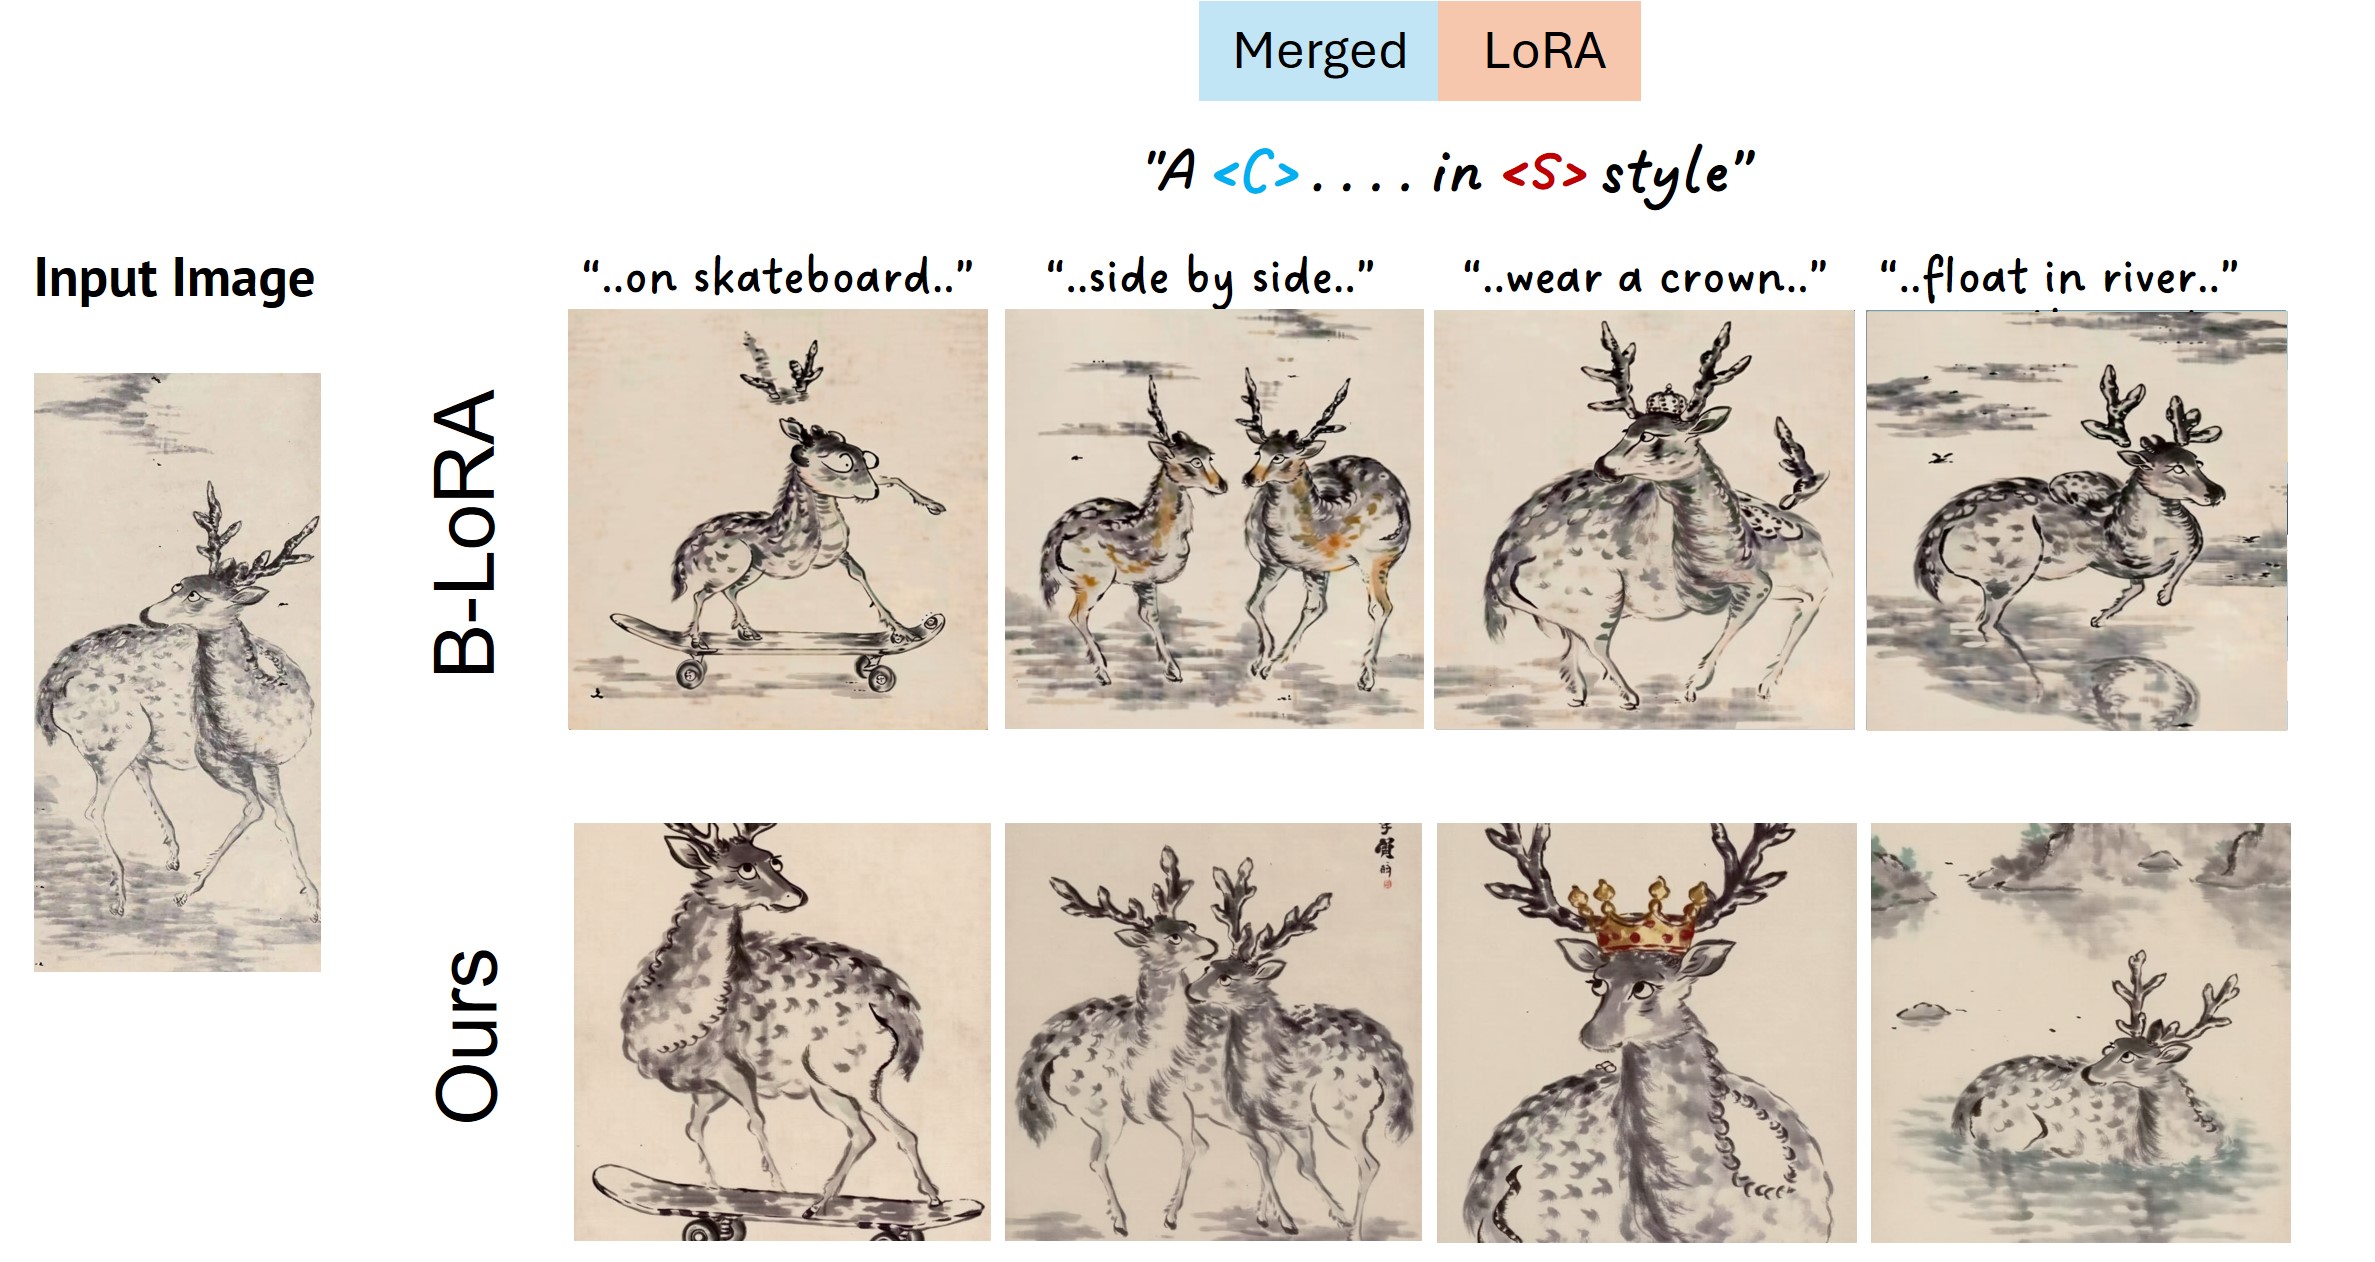 Merged LoRA
"A <C> . . . . in <S> style"
Input Image
“..on skateboard..”
“..side by side..”
“..wear a crown..”
“..float in river..”
B-LoRA
Ours